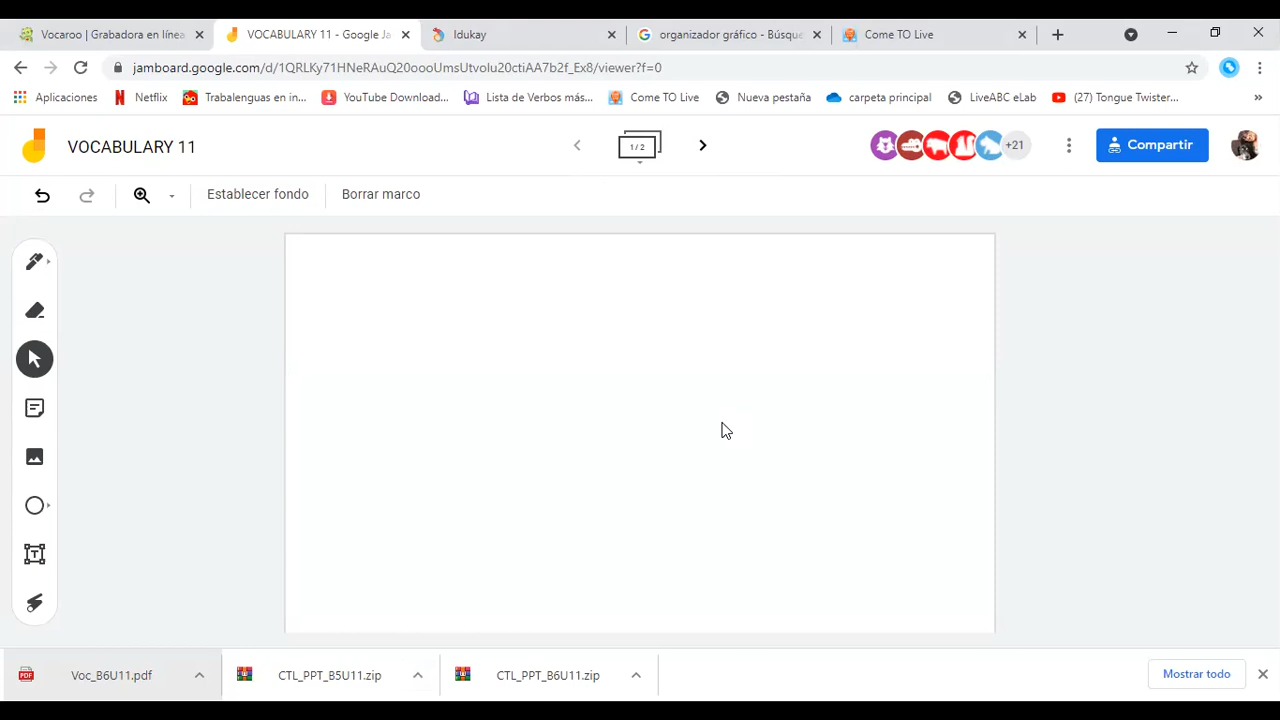 Vocaroo | Grabadora en línea
VOCABULARY 11 - Google Ja
Idukay
organizador gráfico - Búsque
Come TO Live
jamboard.google.com/d/1QRLKy71HNeRAuQ20oooUmsUtvoIu20ctiAA7b2f_Ex8/viewer?f=0
Aplicaciones
Netflix
Trabalenguas en in...
YouTube Download...
Lista de Verbos más...
Come TO Live
Nueva pestaña
carpeta principal
LiveABC eLab
(27) Tongue Twister...
»
VOCABULARY 11
1 / 2
+21
Compartir
Establecer fondo
Borrar marco
Voc_B6U11.pdf
CTL_PPT_B5U11.zip
CTL_PPT_B6U11.zip
Mostrar todo